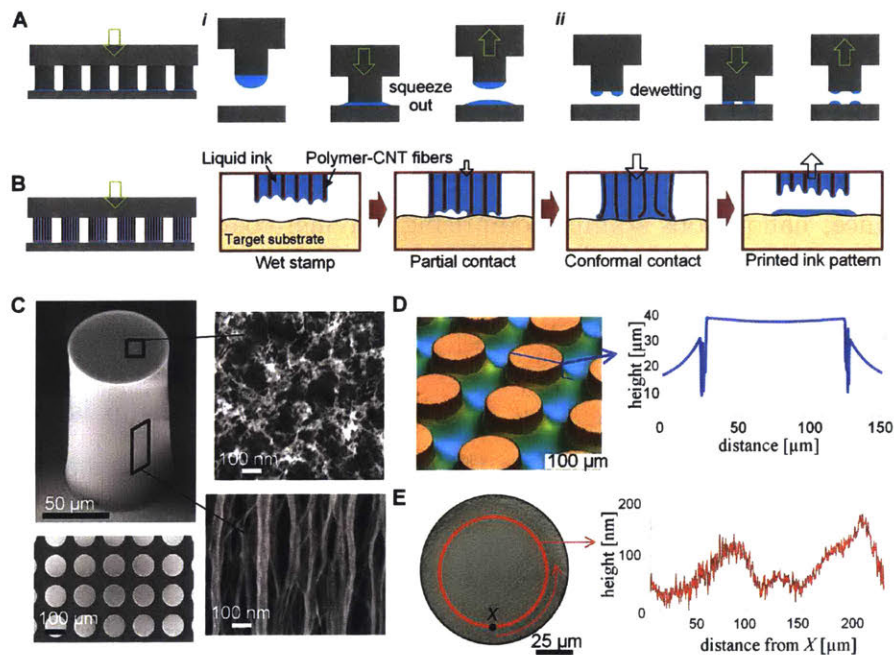 A
i
ii
squeeze
out
dewetting
B
Liquid ink
Polymer-CNT fibers
Target substrate
Wet stamp
Partial contact
Conformal contact
Printed ink pattern
C
50 μm
100 nm
100 μm
100 nm
D
100 μm
height [μm]
40
30
20
10
0
50
100
150
distance [μm]
E
X
25 μm
height [nm]
200
100
0
0
50
100
150
200
distance from X [μm]